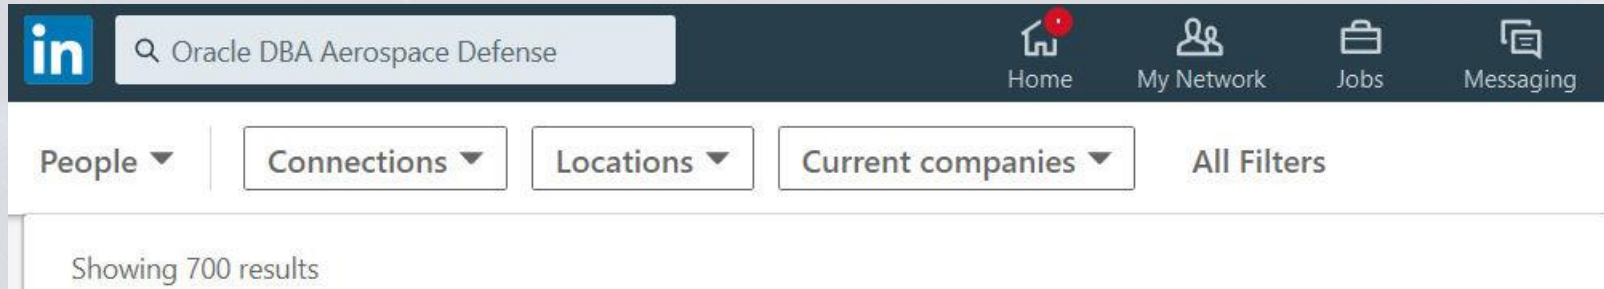 in
Oracle DBA Aerospace Defense
Home
My Network
Jobs
Messaging
People
Connections
Locations
Current companies
All Filters
Showing 700 results